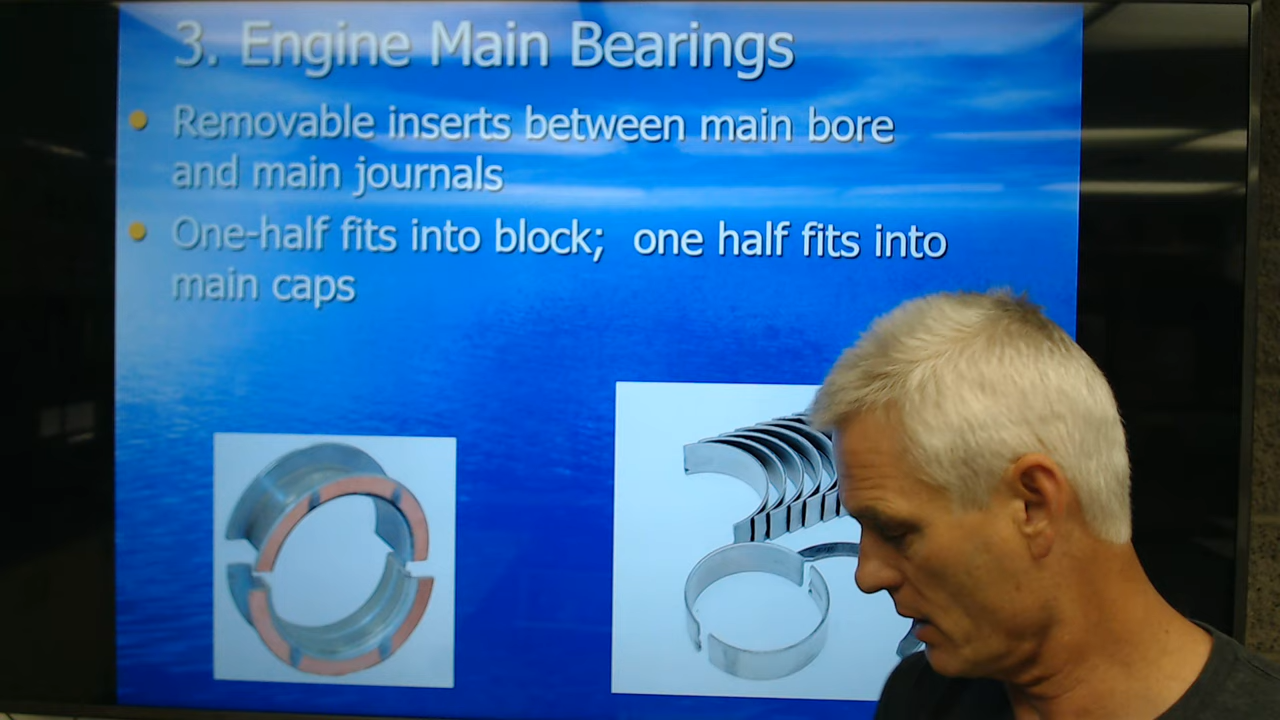 3. Engine Main Bearings
Removable inserts between main bore
and main journals
One-half fits into block; one half fits into
main caps